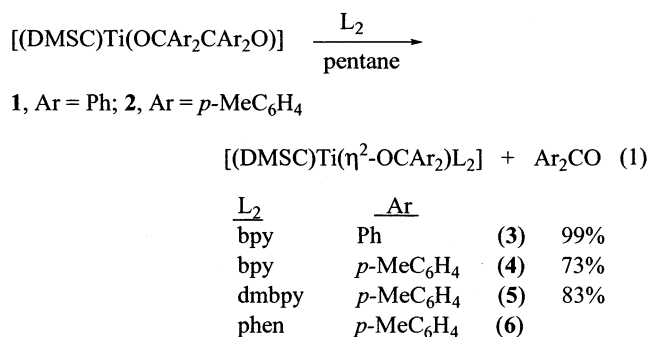 [(DMSC)Ti(OCAr₂CAr₂O)] L₂ pentane
1, Ar = Ph; 2, Ar = p-MeC₆H₄
[(DMSC)Ti(η²-OCAr₂)L₂] + Ar₂CO (1)
L₂ Ar
bpy Ph (3) 99%
bpy p-MeC₆H₄ (4) 73%
dmbpy p-MeC₆H₄ (5) 83%
phen p-MeC₆H₄ (6)